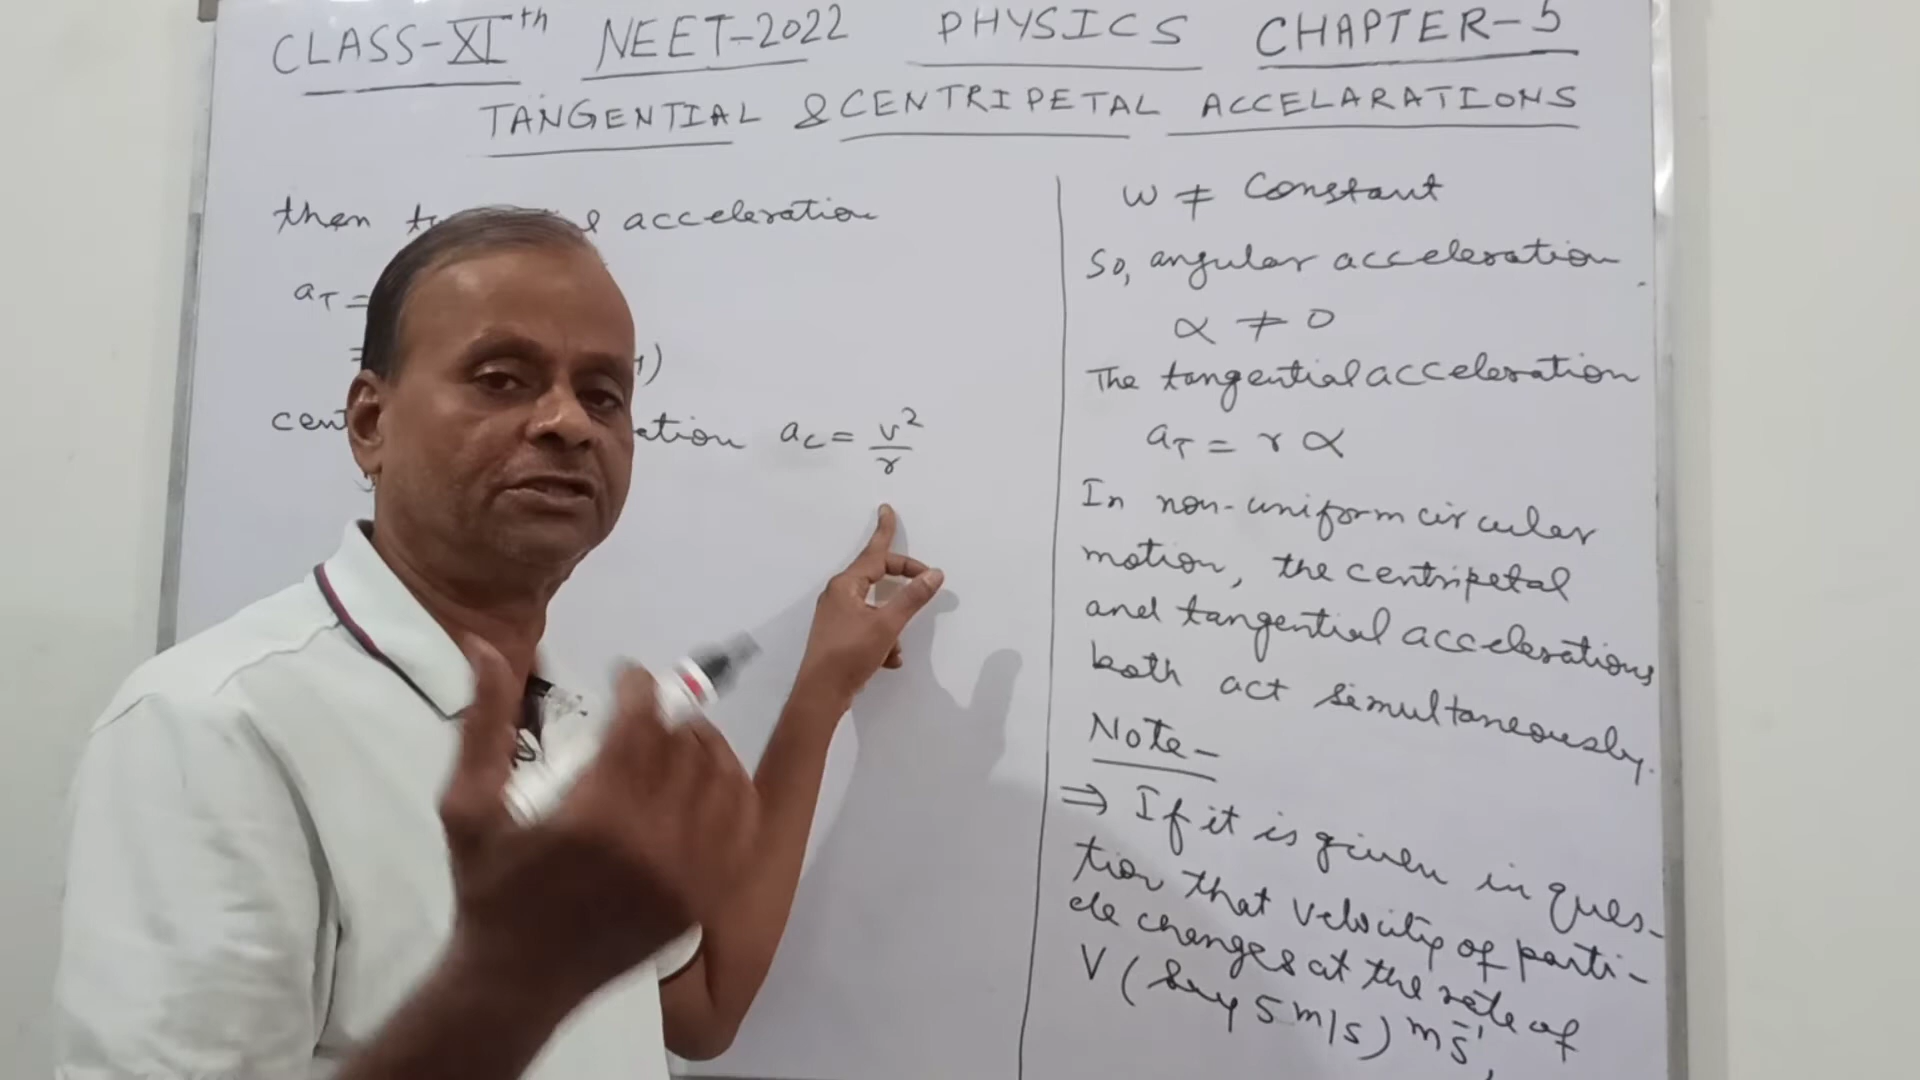 CLASS-XIth NEET-2022 PHYSICS CHAPTER-5
TANGENTIAL & CENTRIPETAL ACCELARATIONS
then acceleration
aT =
=
ac = v²/r
ω ≠ Constant
So, angular acceleration
α ≠ 0
The tangential acceleration
aT = r α
In non-uniform circular
motion, the centripetal
and tangential accelerations
both act simultaneously.
Note-
⇒ If it is given in ques-
tion that velocity of parti-
cle changes at the rate of
V (say 5 m/s) ms⁻¹,